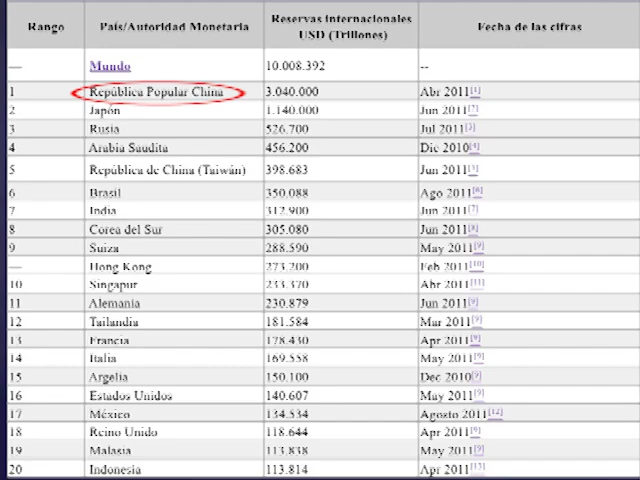 Rango País/Autoridad Monetaria Reservas internacionales USD (Trillones) Fecha de las cifras
— Mundo 10.008.392 --
1 República Popular China 3.040.000 Abr 2011[1]
2 Japón 1.140.000 Jun 2011[2]
3 Rusia 526.700 Jul 2011[3]
4 Arabia Saudita 456.200 Dic 2010[4]
5 República de China (Taiwán) 398.683 Jun 2011[5]
6 Brasil 350.088 Ago 2011[6]
7 India 312.900 Jun 2011[7]
8 Corea del Sur 305.080 Jun 2011[8]
9 Suiza 288.590 May 2011[9]
— Hong Kong 273.200 Feb 2011[10]
10 Singapur 233.370 Abr 2011[11]
11 Alemania 230.879 Jun 2011[9]
12 Tailandia 181.584 Mar 2011[9]
13 Francia 178.430 Apr 2011[9]
14 Italia 169.558 May 2011[9]
15 Argelia 150.100 Dec 2010[9]
16 Estados Unidos 140.607 May 2011[9]
17 México 134.534 Agosto 2011[12]
18 Reino Unido 118.644 Apr 2011[9]
19 Malasia 113.838 May 2011[9]
20 Indonesia 113.814 Apr 2011[13]